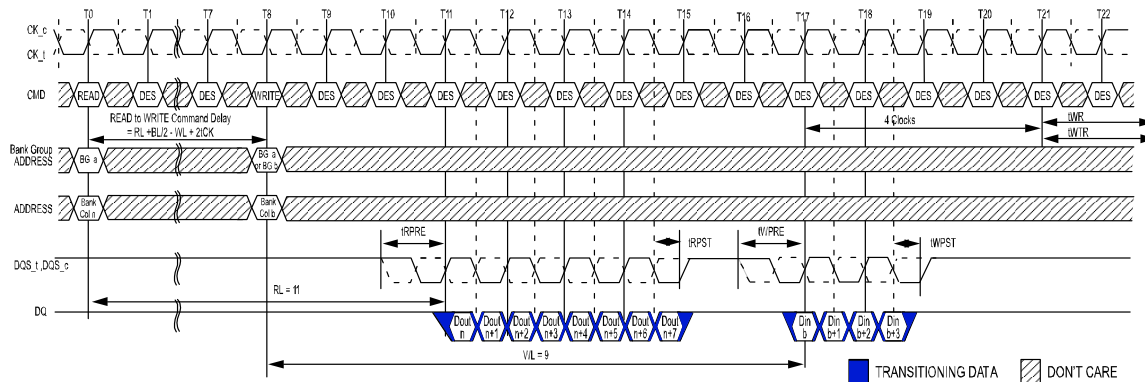 T0 T1 T7 T8 T9 T10 T11 T12 T13 T14 T15 T16 T17 T18 T19 T20 T21 T22
CK_c
CK_t
CMD READ DES DES WRITE DES DES DES DES DES DES DES DES DES DES DES DES DES DES
READ to WRITE Command Delay
= RL +BL/2 - WL + 2tCK
4 Clocks
tWR
tWTR
Bank Group
ADDRESS
BG a
BG a
or BG b
ADDRESS
Bank
Col n
Bank
Col b
tRPRE
tRPST
tWPRE
tWPST
DQS_t ,DQS_c
RL = 11
DQ
Dout
n
Dout
n+1
Dout
n+2
Dout
n+3
Dout
n+4
Dout
n+5
Dout
n+6
Dout
n+7
Din
b
Din
b+1
Din
b+2
Din
b+3
WL = 9
TRANSITIONING DATA
DON'T CARE